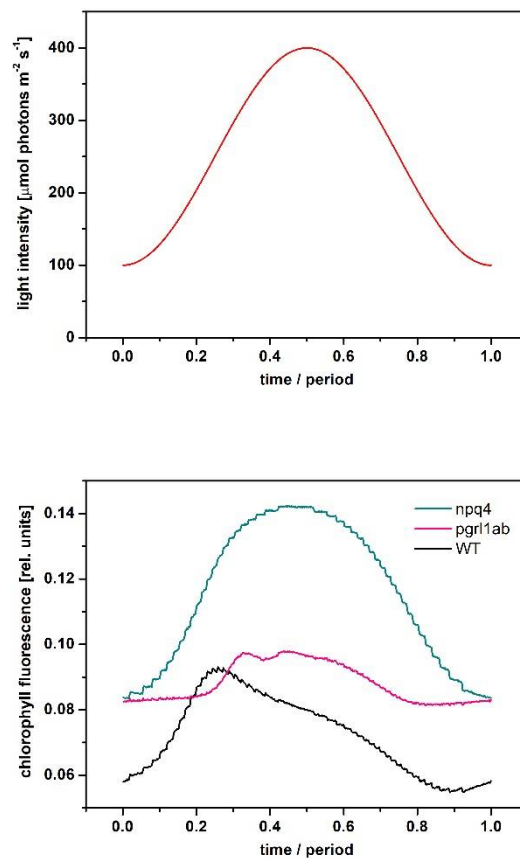 400
300
200
100
0
light intensity [µmol photons m⁻² s⁻¹]
0.0 0.2 0.4 0.6 0.8 1.0
time / period
0.14
0.12
0.10
0.08
0.06
chlorophyll fluorescence [rel. units]
npq4
pgrl1ab
WT
0.0 0.2 0.4 0.6 0.8 1.0
time / period